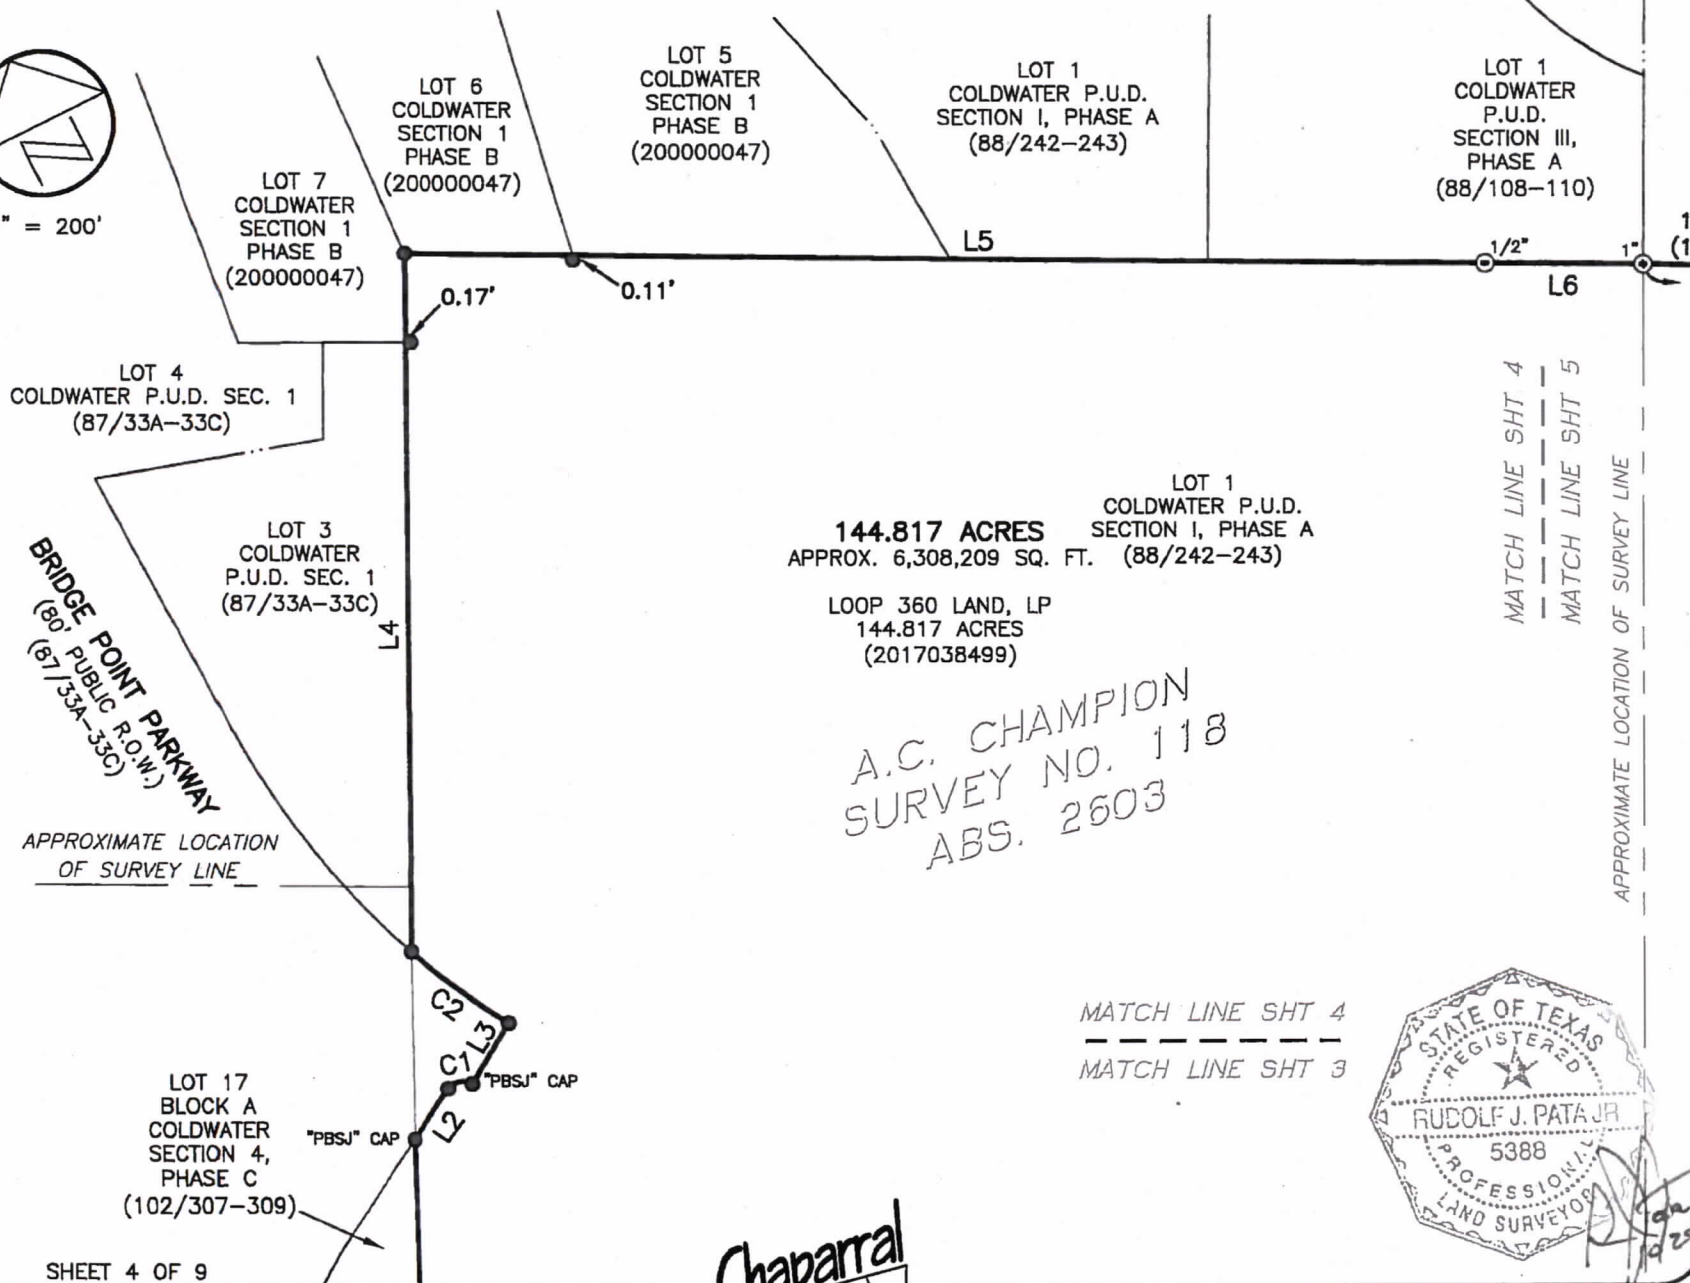 LOT 7
COLDWATER
SECTION 1
PHASE B
(200000047)
LOT 6
COLDWATER
SECTION 1
PHASE B
(200000047)
LOT 5
COLDWATER
SECTION 1
PHASE B
(200000047)
LOT 1
COLDWATER P.U.D.
SECTION I, PHASE A
(88/242-243)
LOT 1
COLDWATER
P.U.D.
SECTION III,
PHASE A
(88/108-110)
" = 200'
L5
1/2"
1"
L6
0.17'
0.11'
LOT 4
COLDWATER P.U.D. SEC. 1
(87/33A-33C)
LOT 3
COLDWATER
P.U.D. SEC. 1
(87/33A-33C)
L4
BRIDGE POINT PARKWAY
(80' PUBLIC R.O.W.)
(87/33A-33C)
144.817 ACRES
APPROX. 6,308,209 SQ. FT.
LOT 1
COLDWATER P.U.D.
SECTION I, PHASE A
(88/242-243)
LOOP 360 LAND, LP
144.817 ACRES
(2017038499)
A.C. CHAMPION
SURVEY NO. 118
ABS. 2603
MATCH LINE SHT 4
MATCH LINE SHT 5
APPROXIMATE LOCATION OF SURVEY LINE
APPROXIMATE LOCATION
OF SURVEY LINE
C2
L3
C1
"PBSJ" CAP
L2
"PBSJ" CAP
MATCH LINE SHT 4
MATCH LINE SHT 3
LOT 17
BLOCK A
COLDWATER
SECTION 4,
PHASE C
(102/307-309)
STATE OF TEXAS
REGISTERED
RUDOLF J. PATA JR
5388
PROFESSIONAL
LAND SURVEYOR
SHEET 4 OF 9
Chaparral